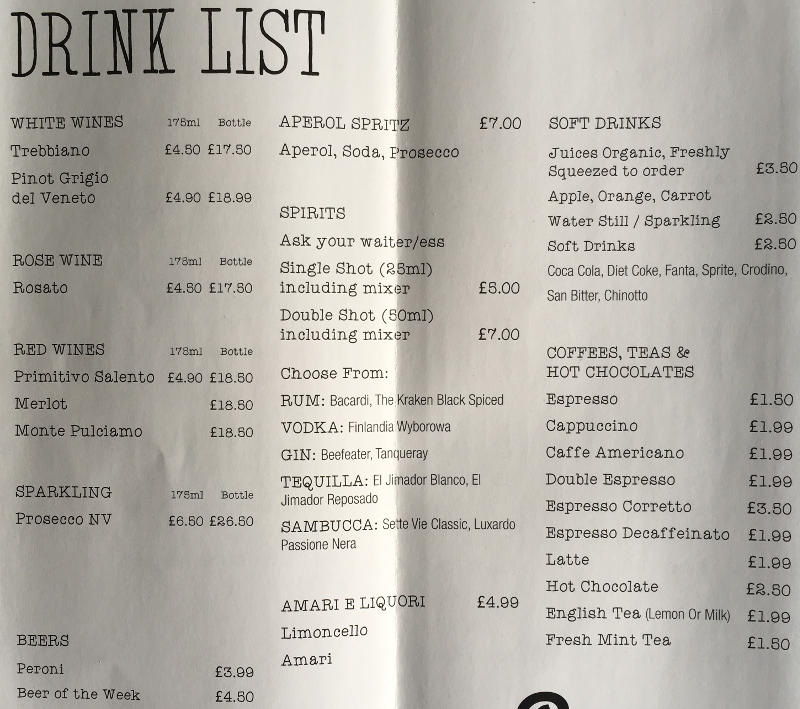 DRINK LIST
WHITE WINES 175ml Bottle
Trebbiano £4.50 £17.50
Pinot Grigio
del Veneto £4.90 £18.99
ROSE WINE 175ml Bottle
Rosato £4.50 £17.50
RED WINES 175ml Bottle
Primitivo Salento £4.90 £18.50
Merlot £18.50
Monte Pulciamo £18.50
SPARKLING 175ml Bottle
Prosecco NV £6.50 £26.50
BEERS
Peroni £3.99
Beer of the Week £4.50
APEROL SPRITZ £7.00
Aperol, Soda, Prosecco
SPIRITS
Ask your waiter/ess
Single Shot (25ml)
including mixer £5.00
Double Shot (50ml)
including mixer £7.00
Choose From:
RUM: Bacardi, The Kraken Black Spiced
VODKA: Finlandia Wyborowa
GIN: Beefeater, Tanqueray
TEQUILLA: El Jimador Blanco, El
Jimador Reposado
SAMBUCCA: Sette Vie Classic, Luxardo
Passione Nera
AMARI E LIQUORI £4.99
Limoncello
Amari
SOFT DRINKS
Juices Organic, Freshly
Squeezed to order £3.50
Apple, Orange, Carrot
Water Still / Sparkling £2.50
Soft Drinks £2.50
Coca Cola, Diet Coke, Fanta, Sprite, Crodino,
San Bitter, Chinotto
COFFEES, TEAS &
HOT CHOCOLATES
Espresso £1.50
Cappuccino £1.99
Caffe Americano £1.99
Double Espresso £1.99
Espresso Corretto £3.50
Espresso Decaffeinato £1.99
Latte £1.99
Hot Chocolate £2.50
English Tea (Lemon Or Milk) £1.99
Fresh Mint Tea £1.50